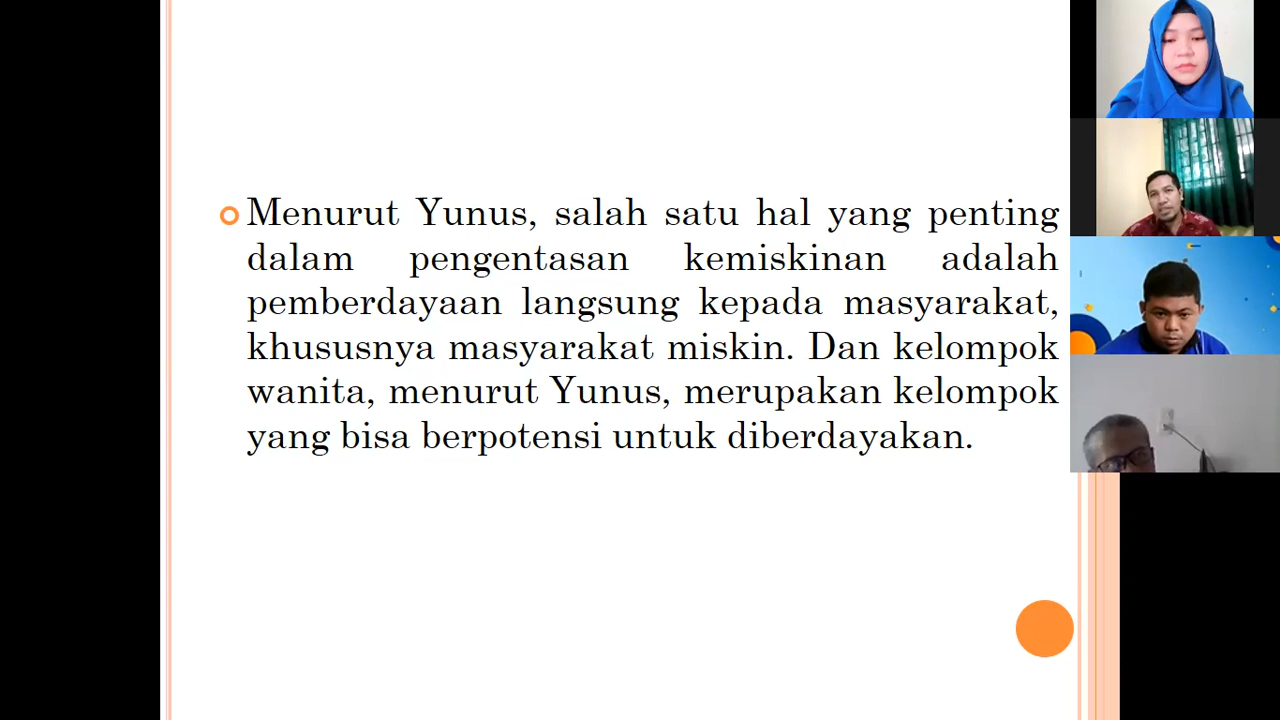 Menurut Yunus, salah satu hal yang penting
dalam pengentasan kemiskinan adalah
pemberdayaan langsung kepada masyarakat,
khususnya masyarakat miskin. Dan kelompok
wanita, menurut Yunus, merupakan kelompok
yang bisa berpotensi untuk diberdayakan.